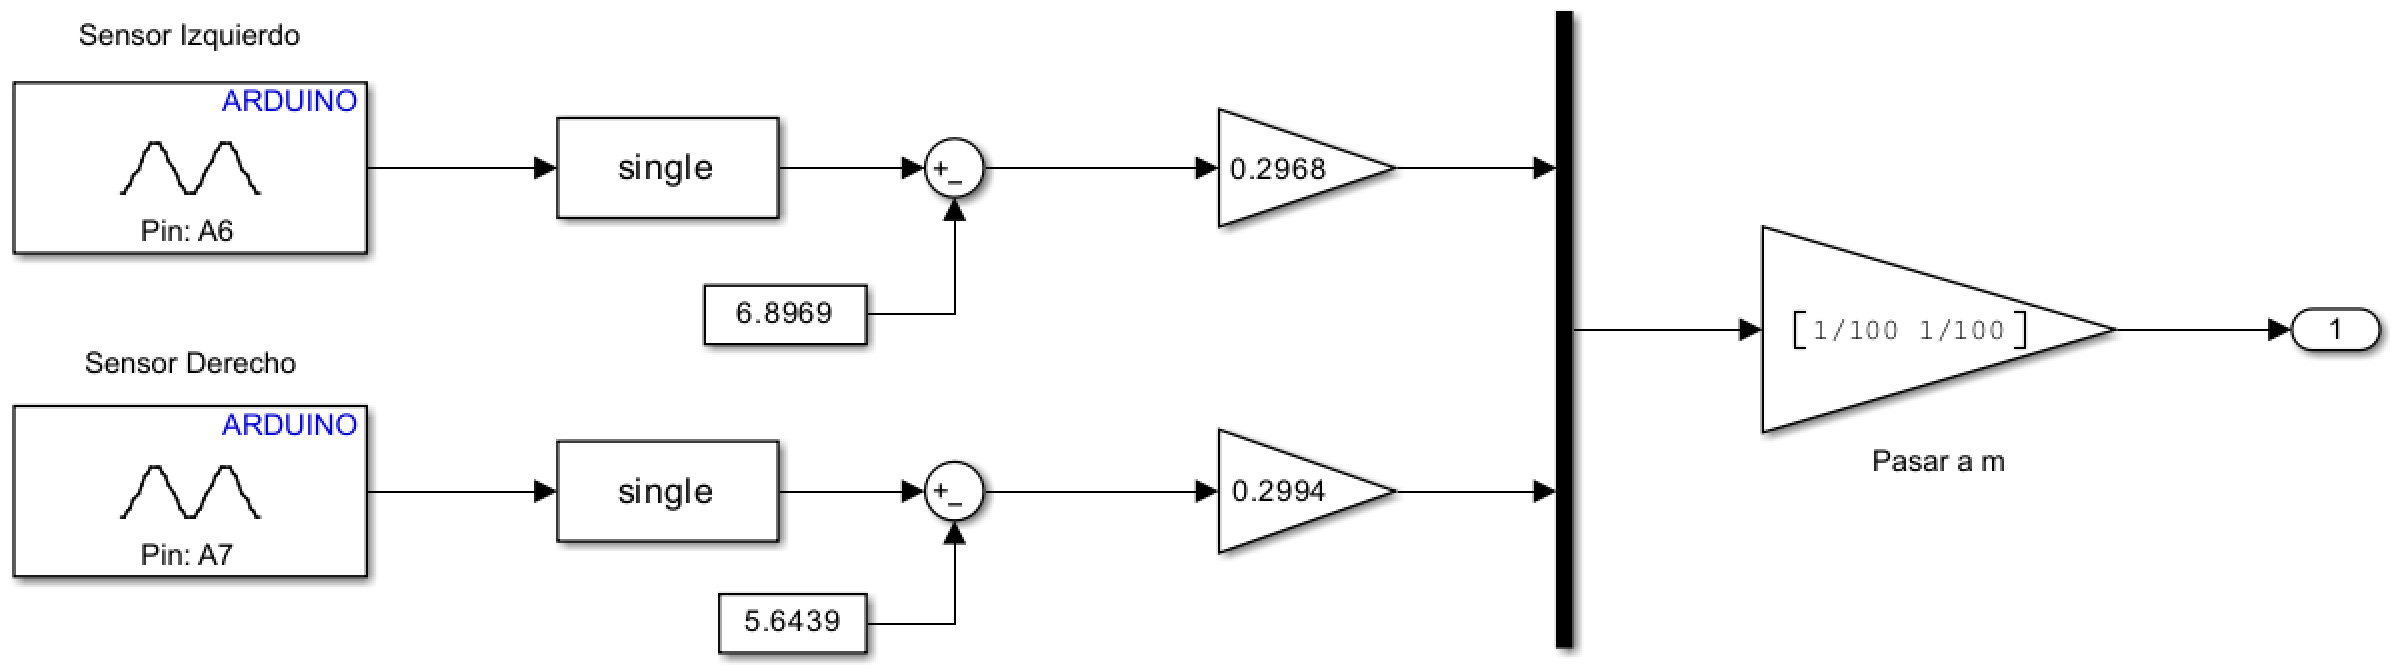 Sensor Izquierdo
ARDUINO
Pin: A6
single
+
−
6.8969
0.2968
Sensor Derecho
ARDUINO
Pin: A7
single
+
−
5.6439
0.2994
[1/100 1/100]
Pasar a m
1